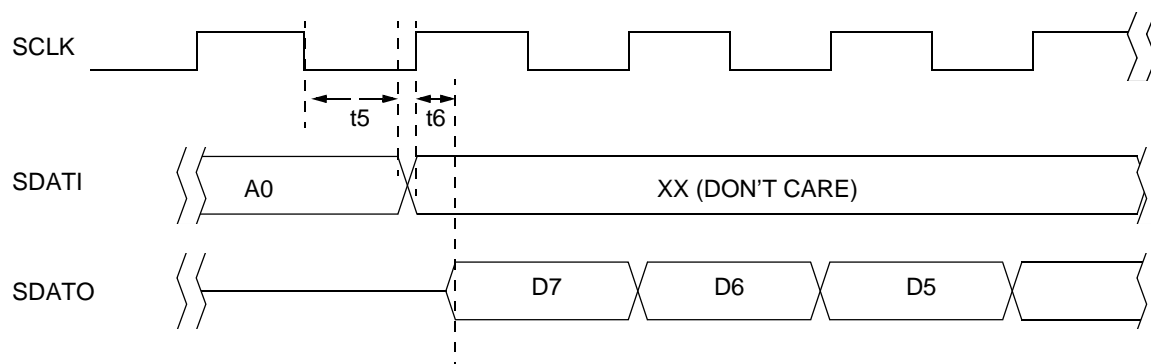 SCLK
t5
t6
SDATI
A0
XX (DON'T CARE)
SDATO
D7
D6
D5